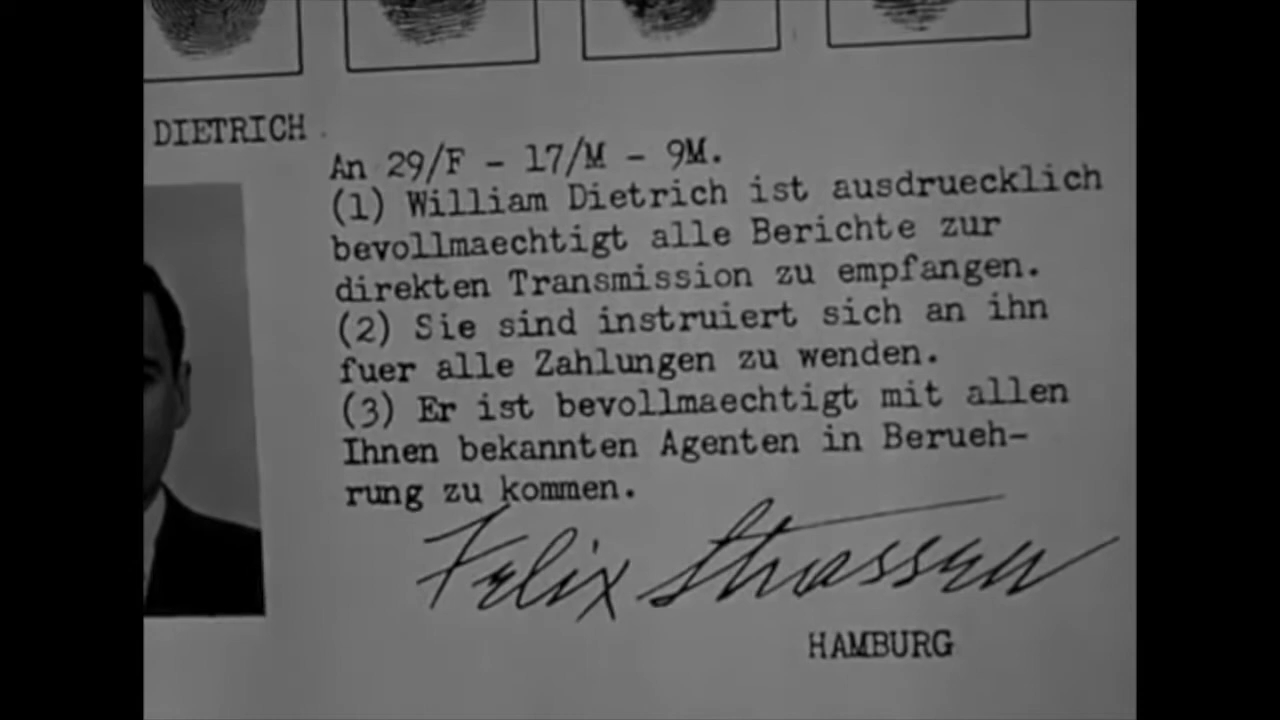 DIETRICH
An 29/F - 17/M - 9M.
(1) William Dietrich ist ausdruecklich
bevollmaechtigt alle Berichte zur
direkten Transmission zu empfangen.
(2) Sie sind instruiert sich an ihn
fuer alle Zahlungen zu wenden.
(3) Er ist bevollmaechtigt mit allen
Ihnen bekannten Agenten in Berueh-
rung zu kommen.
Felix Strassen
HAMBURG